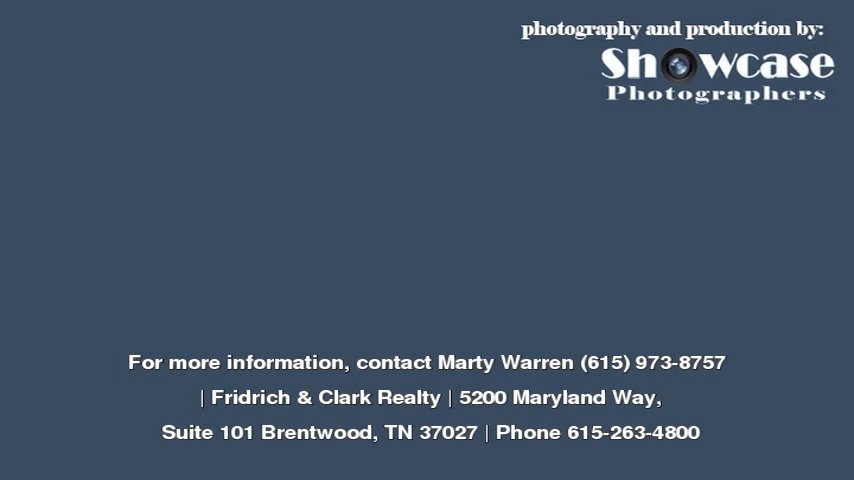 photography and production by:
Showcase
Photographers
For more information, contact Marty Warren (615) 973-8757
| Fridrich & Clark Realty | 5200 Maryland Way,
Suite 101 Brentwood, TN 37027 | Phone 615-263-4800